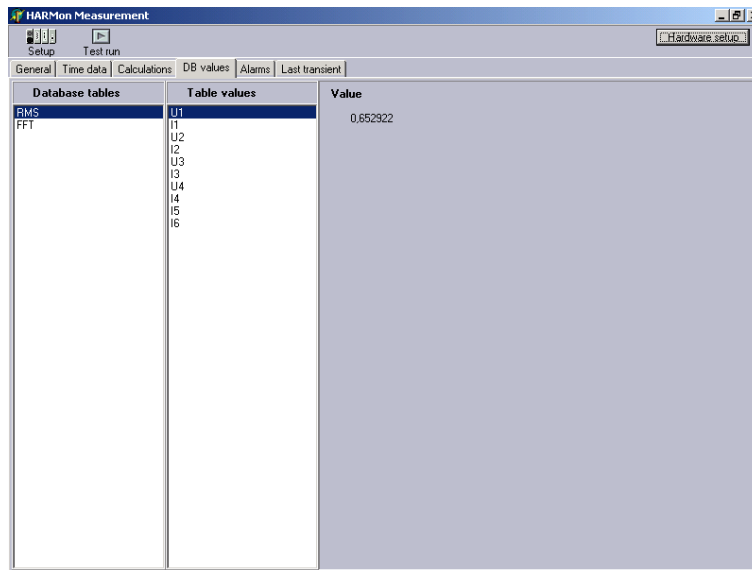 HARMon Measurement
Setup
Test run
Hardware setup
General Time data Calculations DB values Alarms Last transient
Database tables
RMS
FFT
Table values
U1
I1
U2
I2
U3
I3
U4
I4
I5
I6
Value
0,652922